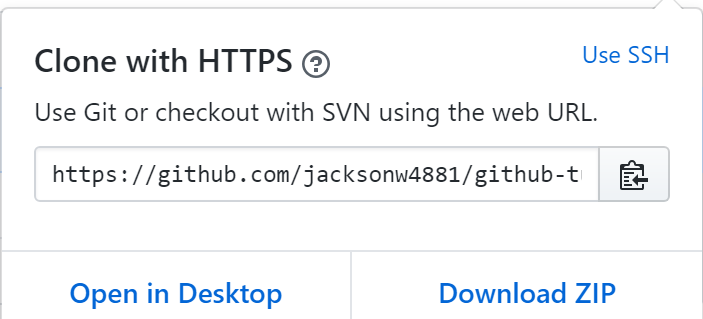 Clone with HTTPS ?
Use SSH
Use Git or checkout with SVN using the web URL.
https://github.com/jacksonw4881/github-t
Open in Desktop
Download ZIP